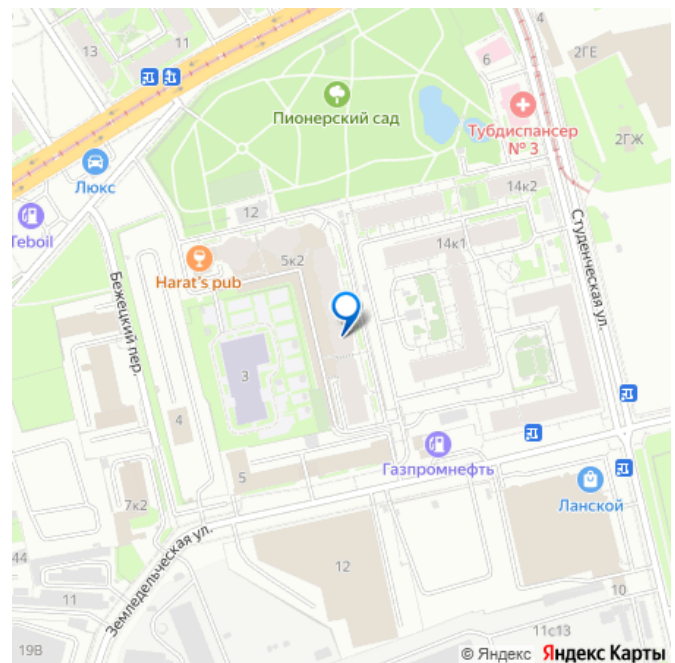 4
11
13
6
2ГЕ
Пионерский сад
Тубдиспансер
№ 3
2ГЖ
Люкс
14к2
12
Teboil
14к1
Студенческая ул.
5к2
Harat's pub
Бежецкий пер.
3
4
Газпромнефть
5
Ланской
7к2
Земледельческая ул.
44
12
10
11
11с13
19В
© Яндекс Яндекс Карты